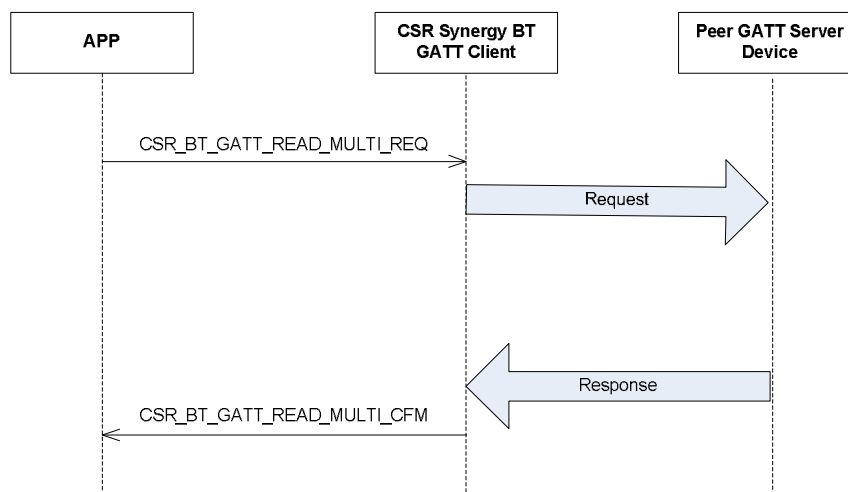 APP
CSR Synergy BT
GATT Client
Peer GATT Server
Device
CSR_BT_GATT_READ_MULTI_REQ
Request
Response
CSR_BT_GATT_READ_MULTI_CFM